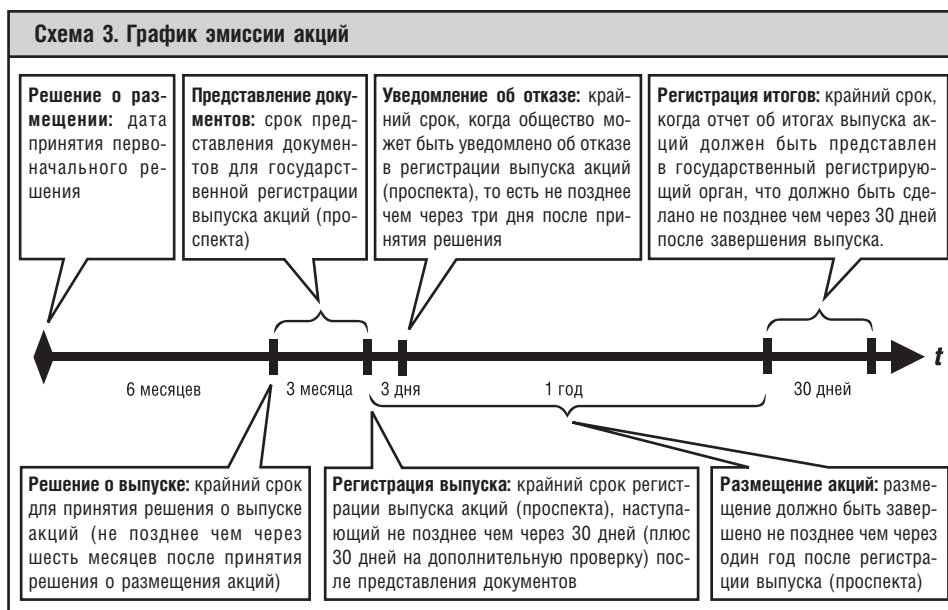 Схема 3. График эмиссии акций
Решение о раз-
мещении: дата
принятия перво-
начального ре-
шения
Представление доку-
ментов: срок пред-
ставления докумен-
тов для государст-
венной регистрации
выпуска акций (про-
спекта)
Уведомление об отказе: край-
ний срок, когда общество мо-
жет быть уведомлено об отказе
в регистрации выпуска акций
(проспекта), то есть не позднее
чем через три дня после при-
нятия решения
Регистрация итогов: крайний срок,
когда отчет об итогах выпуска ак-
ций должен быть представлен
в государственный регистрирую-
щий орган, что должно быть сде-
лано не позднее чем через 30 дней
после завершения выпуска.
t
6 месяцев
3 месяца
3 дня
1 год
30 дней
Решение о выпуске: крайний срок
для принятия решения о выпуске
акций (не позднее чем через
шесть месяцев после принятия
решения о размещения акций)
Регистрация выпуска: крайний срок регист-
рации выпуска акций (проспекта), наступаю-
щий не позднее чем через 30 дней (плюс
30 дней на дополнительную проверку) по-
сле представления документов
Размещение акций: разме-
щение должно быть завер-
шено не позднее чем через
один год после регистра-
ции выпуска (проспекта)